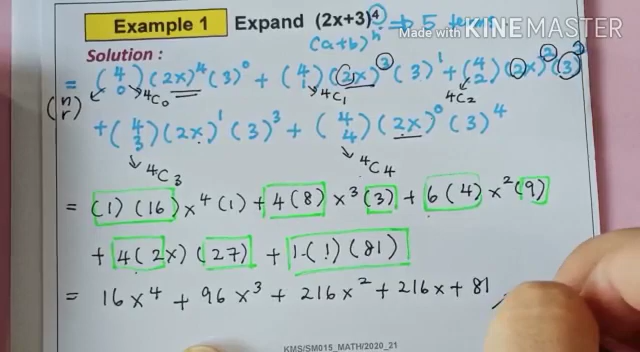 Example 1 Expand (2x+3)⁴ ⇒ 5 terms
Made with KINEMASTER
Solution : (a+b)ⁿ
= (4 0)(2x)⁴(3)⁰ + (4 1)(2x)³(3)¹ + (4 2)(2x)²(3)²
(n r) ⁴C₀ ⁴C₁ ⁴C₂
+ (4 3)(2x)¹(3)³ + (4 4)(2x)⁰(3)⁴
⁴C₃ ⁴C₄
= (1)(16)x⁴(1) + 4(8)x³(3) + 6(4)x²(9)
+ 4(2x)(27) + 1(1)(81)
= 16x⁴ + 96x³ + 216x² + 216x + 81
KMS/SM015_MATH/2020_21